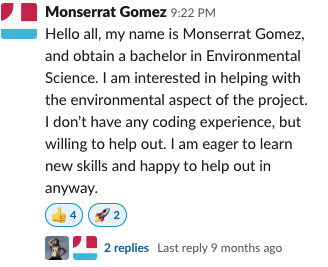 Monserrat Gomez 9:22 PM
Hello all, my name is Monserrat Gomez,
and obtain a bachelor in Environmental
Science. I am interested in helping with
the environmental aspect of the project.
I don't have any coding experience, but
willing to help out. I am eager to learn
new skills and happy to help out in
anyway.
👍 4 🚀 2
2 replies Last reply 9 months ago